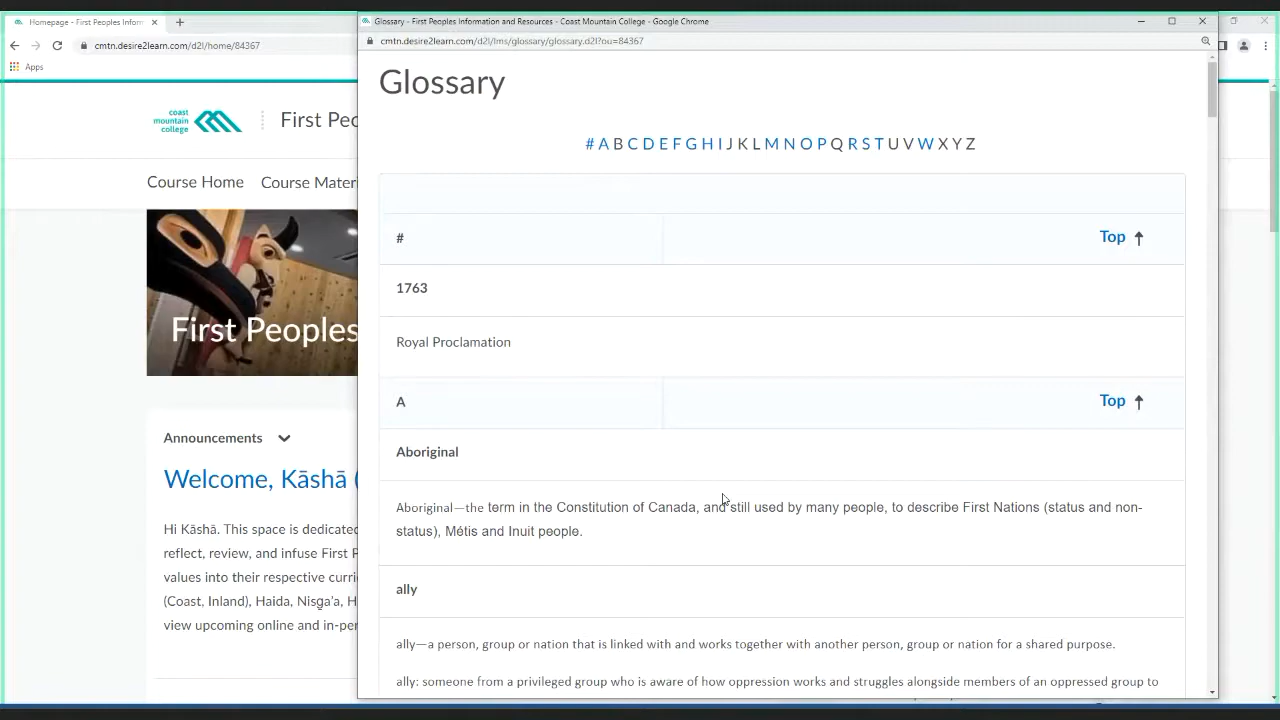 Homepage - First Peoples Inform
Glossary - First Peoples Information and Resources - Coast Mountain College - Google Chrome
cmtn.desire2learn.com/d2l/home/84367
cmtn.desire2learn.com/d2l/lms/glossary/glossary.d2l?ou=84367
Apps
coast
mountain
college
First Peo
Course Home Course Mater
First Peoples
Announcements
Welcome, Kāshā (
Hi Kāshā. This space is dedicate
reflect, review, and infuse First P
values into their respective curri
(Coast, Inland), Haida, Nisg̱a'a, H
view upcoming online and in-per
Glossary
# A B C D E F G H I J K L M N O P Q R S T U V W X Y Z
# Top
1763
Royal Proclamation
A Top
Aboriginal
Aboriginal—the term in the Constitution of Canada, and still used by many people, to describe First Nations (status and non-
status), Métis and Inuit people.
ally
ally—a person, group or nation that is linked with and works together with another person, group or nation for a shared purpose.
ally: someone from a privileged group who is aware of how oppression works and struggles alongside members of an oppressed group to